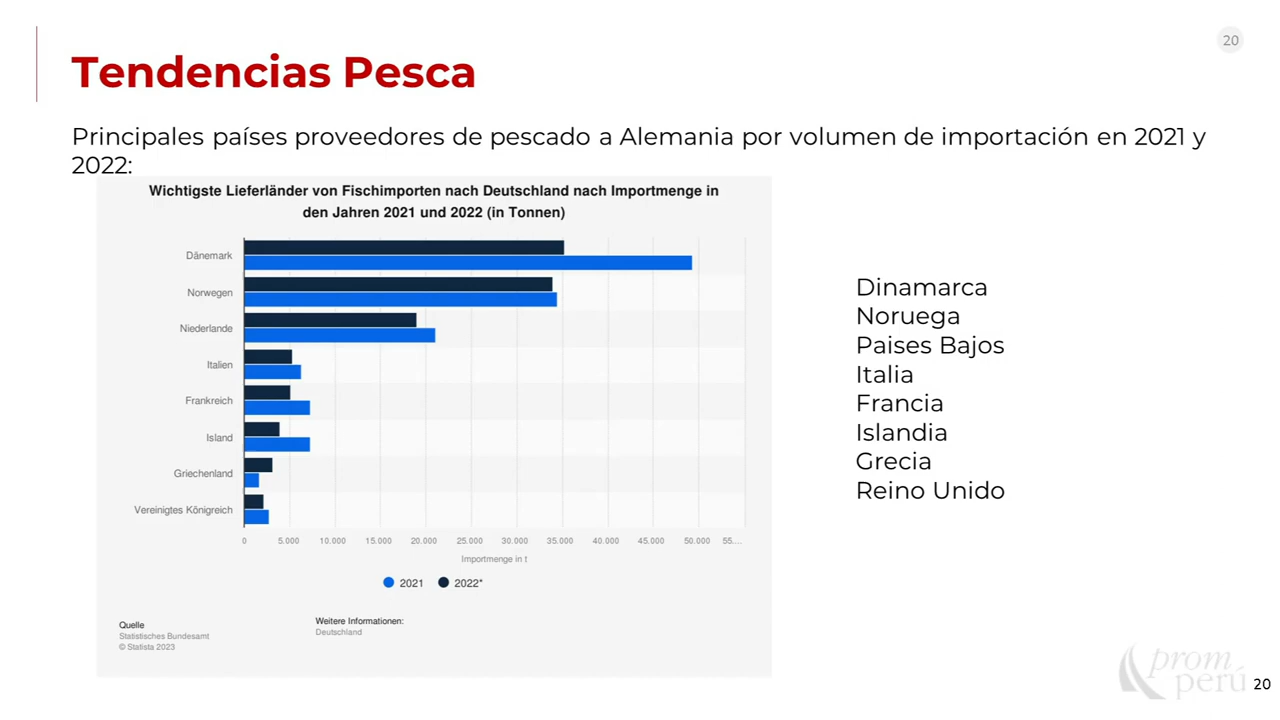 20
Tendencias Pesca
Principales países proveedores de pescado a Alemania por volumen de importación en 2021 y
2022:
Wichtigste Lieferländer von Fischimporten nach Deutschland nach Importmenge in
den Jahren 2021 und 2022 (in Tonnen)
Dänemark
Norwegen
Niederlande
Italien
Frankreich
Island
Griechenland
Vereinigtes Königreich
0 5.000 10.000 15.000 20.000 25.000 30.000 35.000 40.000 45.000 50.000 55....
Importmenge in t
2021 2022*
Quelle
Statistisches Bundesamt
© Statista 2023
Weitere Informationen:
Deutschland
Dinamarca
Noruega
Paises Bajos
Italia
Francia
Islandia
Grecia
Reino Unido
prom
perú
20